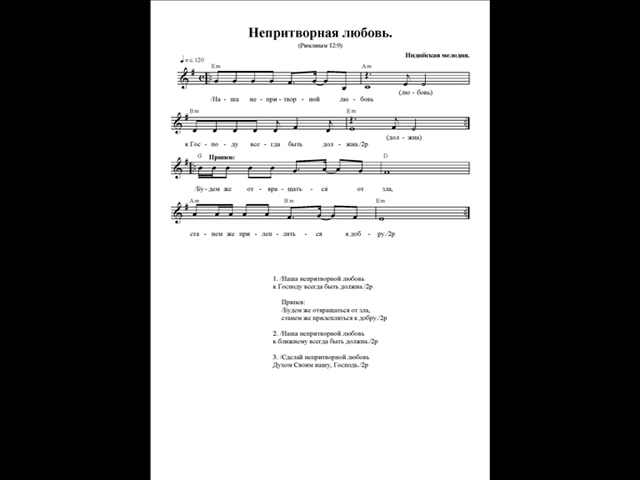 Непритворная любовь.
(Римлянам 12:9)
Индийская мелодия.
♩ = c. 120
Em Am
(лю - бовь)
/На - ша не - при - твор - ной лю - бовь
Bm Em
(дол - жна)
к Гос - по - ду все - гда быть дол - жна./2р
G Припев: D
/Бу - дем же от - вра - щать - ся от зла,
Am Bm Em
ста - нем же при - леп - лять - ся к доб - ру./2р
1. /Наша непритворной любовь
к Господу всегда быть должна./2р
Припев:
/Будем же отвращаться от зла,
станем же прилепляться к добру./2р
2. /Наша непритворной любовь
к ближнему всегда быть должна./2р
3. /Сделай непритворной любовь
Духом Своим нашу, Господь./2р